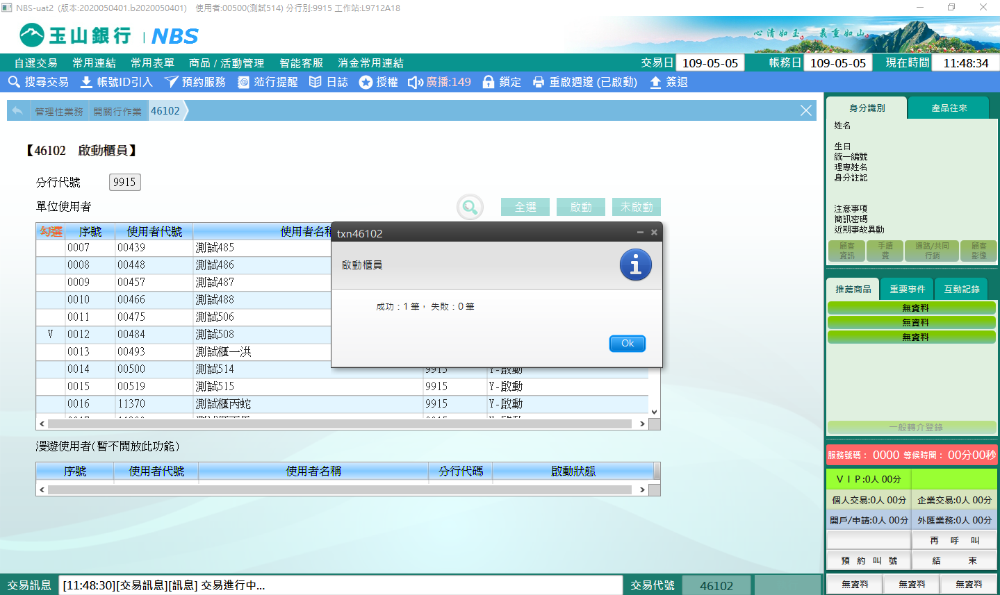 NBS-uat2 (版本:2020050401.b2020050401) 使用者:00500(測試514) 分行別:9915 工作站:L9712A18
玉山銀行 | NBS
心清如玉。義重如山。
自選交易 常用連結 常用表單 商品 / 活動管理 智能客服 消金常用連結 交易日 109-05-05 帳務日 109-05-05 現在時間 11:48:34
搜尋交易 帳號ID引入 預約服務 蒞行提醒 日誌 授權 廣播:149 鎖定 重啟週邊 (已啟動) 簽退
管理性業務 開關行作業 46102
【46102 啟動櫃員】
分行代號 9915
單位使用者
全選 啟動 未啟動
勾選 序號 使用者代號 使用者名稱
0007 00439 測試485
0008 00448 測試486
0009 00457 測試487
0010 00466 測試488
0011 00475 測試506
V 0012 00484 測試508
0013 00493 測試櫃一洪
0014 00500 測試514 9915 Y-啟動
0015 00519 測試515 9915 Y-啟動
0016 11370 測試櫃丙蛇 9915 Y-啟動
txn46102
啟動櫃員
成功：1 筆， 失敗：0 筆
Ok
漫遊使用者(暫不開放此功能)
序號 使用者代號 使用者名稱 分行代碼 啟動狀態
交易訊息 [11:48:30][交易訊息][訊息] 交易進行中... 交易代號 46102
身分識別 產品往來
姓名
生日
統一編號
理專姓名
身分註記
注意事項
簡訊密碼
近期事故異動
顧客資訊 手續費 通路/共同行銷 顧客影像
推薦商品 重要事件 互動記錄
無資料
無資料
無資料
一般轉介登錄
服務號碼： 0000 等候時間： 00分00秒
ＶＩＰ:0人 00分
個人交易:0人 00分 企業交易:0人 00分
開戶/申請:0人 00分 外匯業務:0人 00分
再 呼 叫
預 約 叫 號 結 束
無資料 無資料 無資料